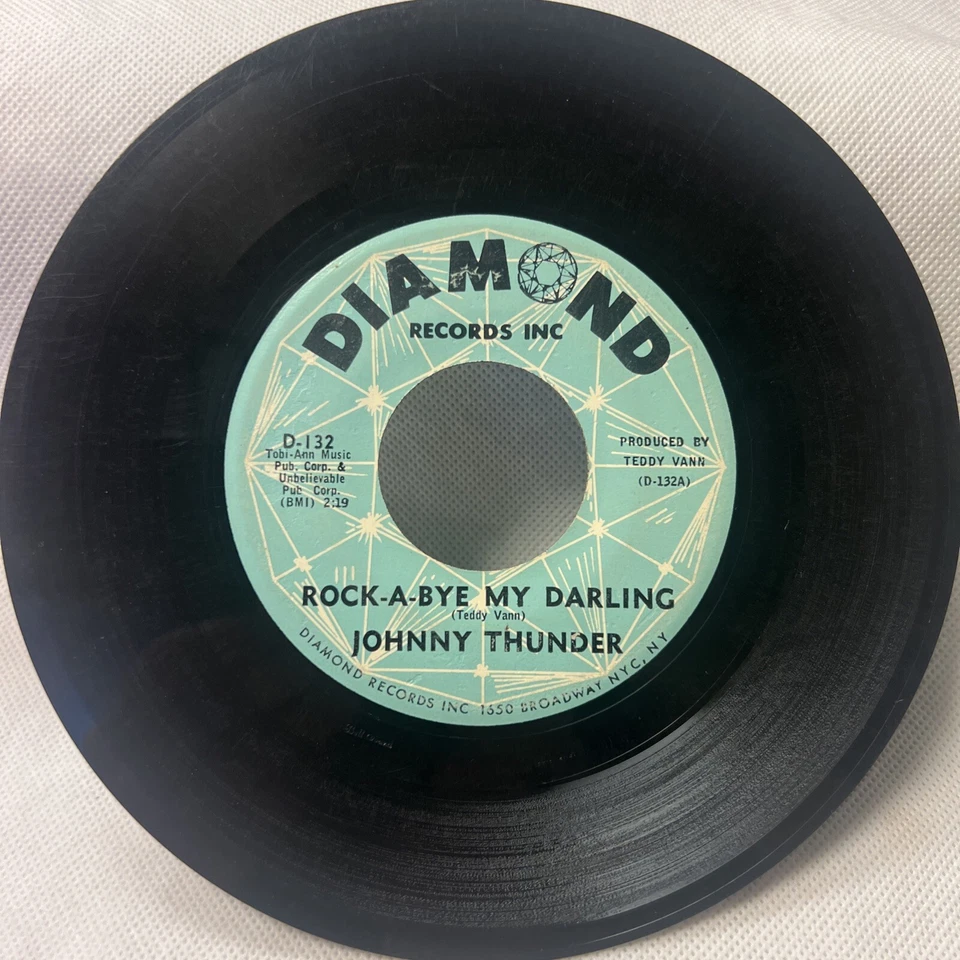 DIAMOND
RECORDS INC
D-132
Tobi-Ann Music
Pub. Corp. &
Unbelievable
Pub Corp.
(BMI) 2:19
PRODUCED BY
TEDDY VANN
(D-132A)
ROCK-A-BYE MY DARLING
(Teddy Vann)
JOHNNY THUNDER
DIAMOND RECORDS INC 1650 BROADWAY NYC, NY